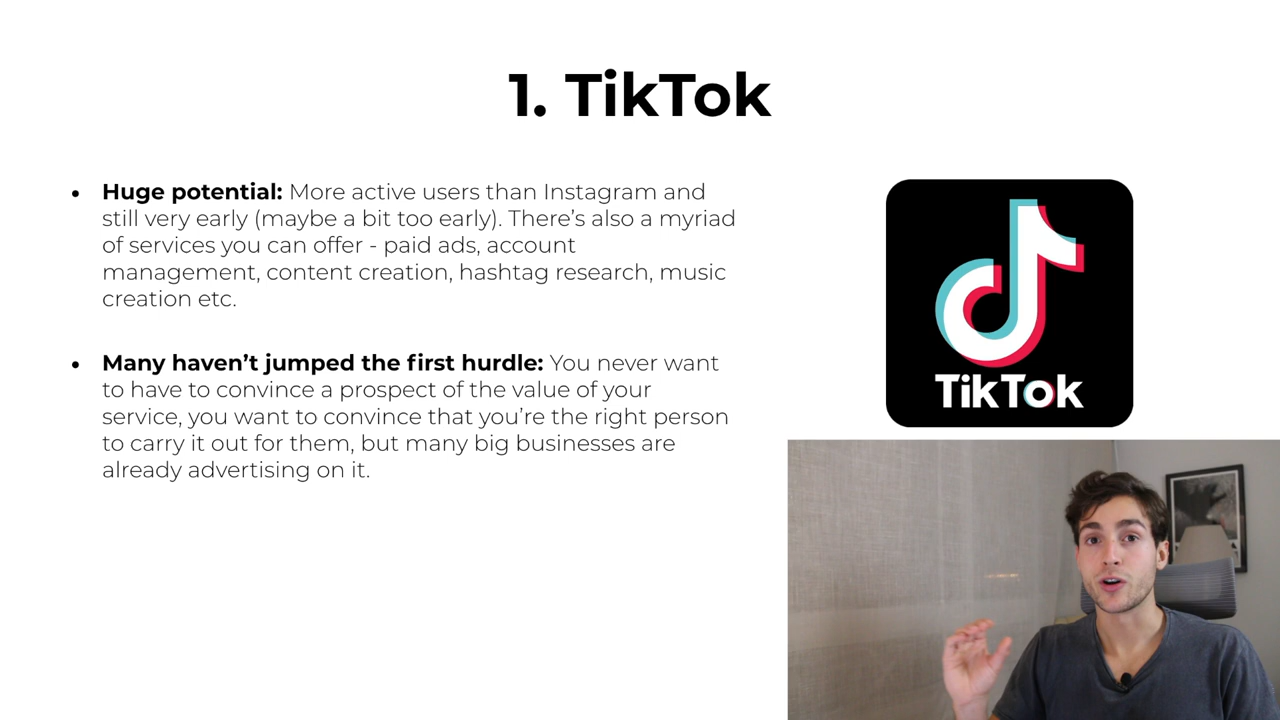 1. TikTok
• Huge potential: More active users than Instagram and
still very early (maybe a bit too early). There’s also a myriad
of services you can offer - paid ads, account
management, content creation, hashtag research, music
creation etc.
• Many haven’t jumped the first hurdle: You never want
to have to convince a prospect of the value of your
service, you want to convince that you’re the right person
to carry it out for them, but many big businesses are
already advertising on it.
TikTok